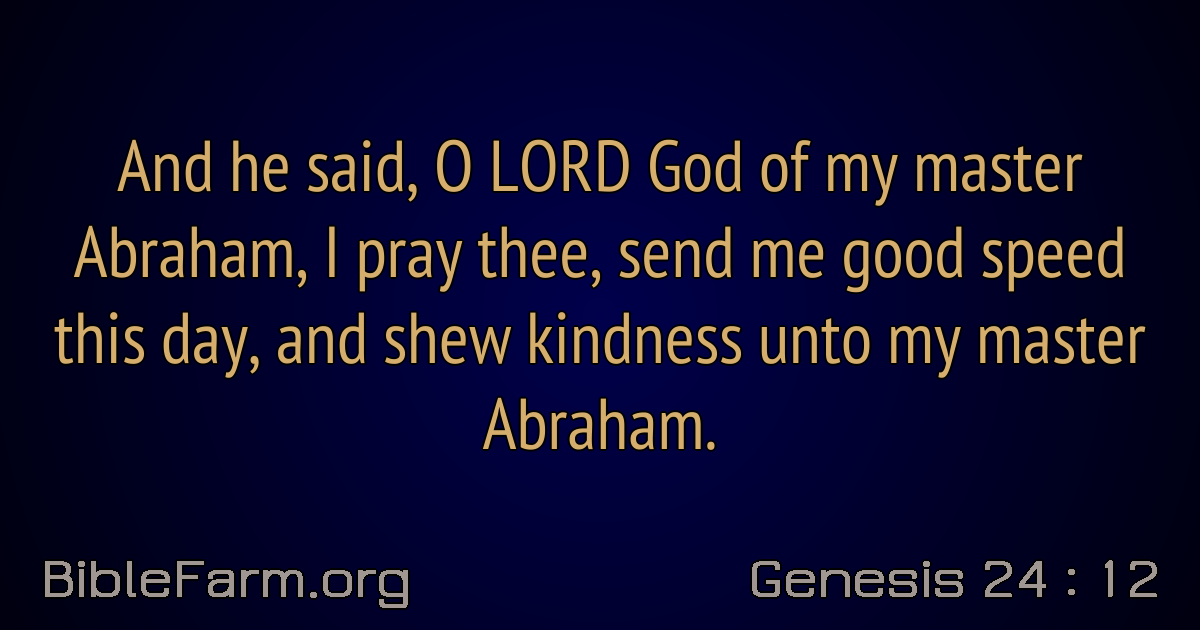 And he said, O LORD God of my master
Abraham, I pray thee, send me good speed
this day, and shew kindness unto my master
Abraham.
BibleFarm.org
Genesis 24 : 12